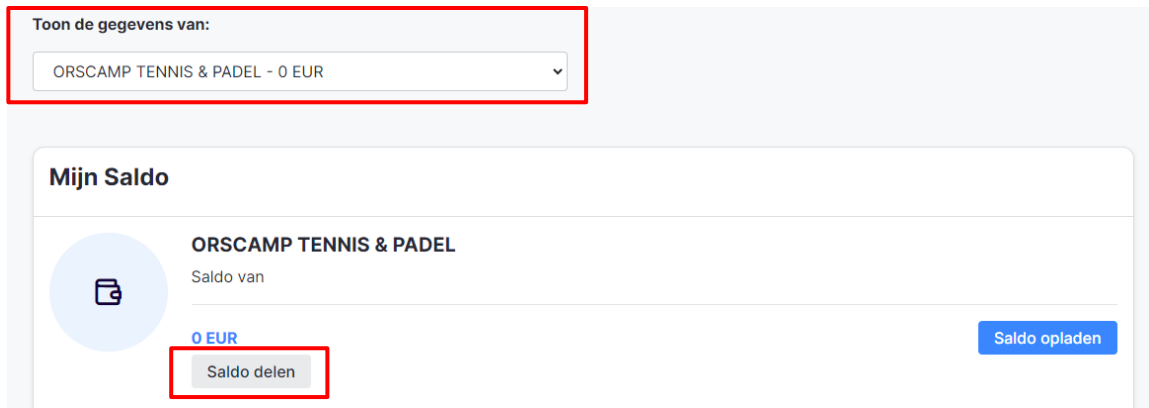 Toon de gegevens van:
ORSCAMP TENNIS & PADEL - 0 EUR
Mijn Saldo
ORSCAMP TENNIS & PADEL
Saldo van
0 EUR
Saldo opladen
Saldo delen